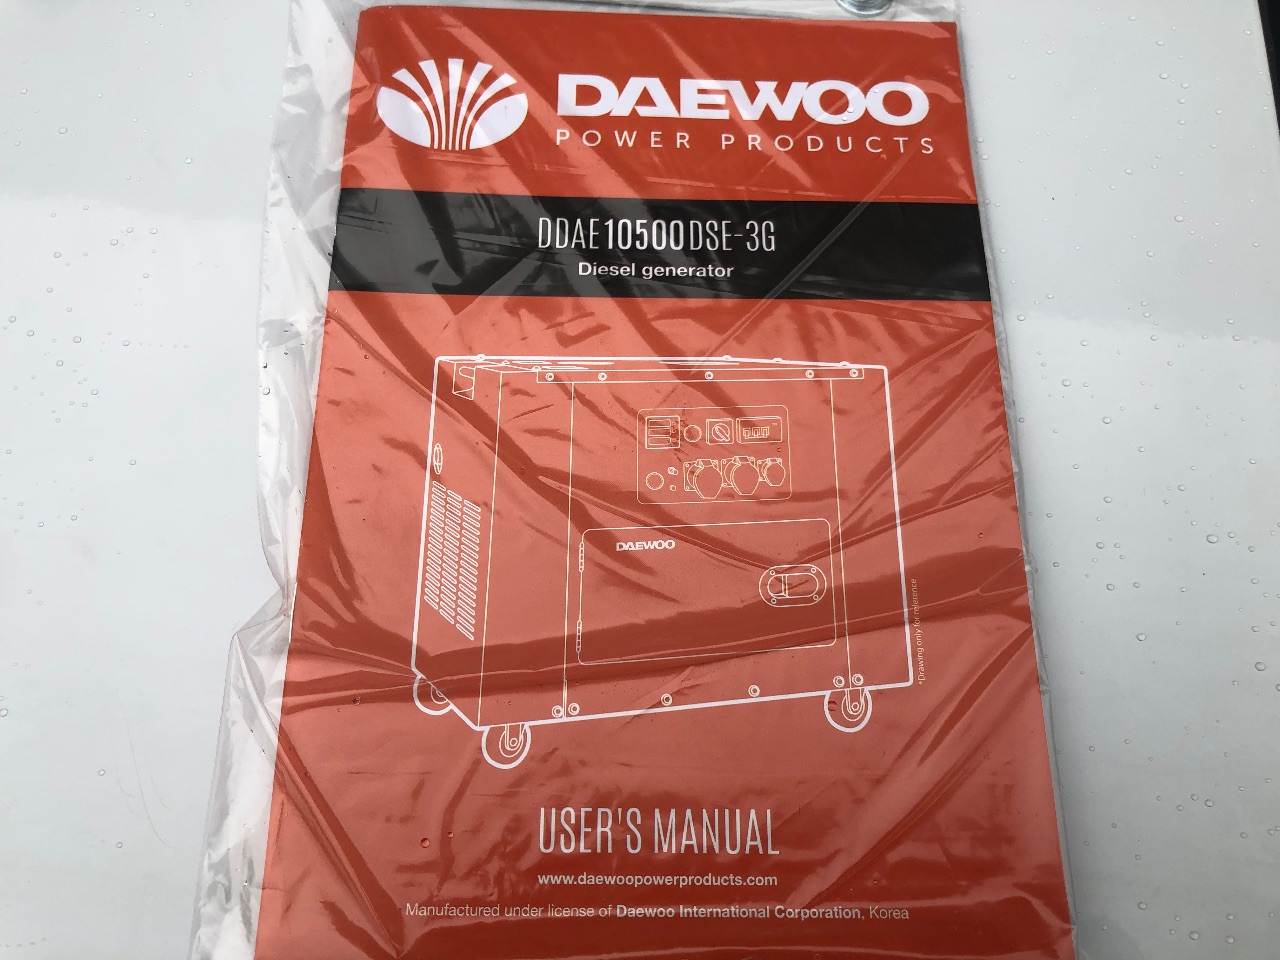 DAEWOO
POWER PRODUCTS
DDAE10500DSE-3G
Diesel generator
DAEWOO
*Drawing only for reference
USER'S MANUAL
www.daewoopowerproducts.com
Manufactured under license of Daewoo International Corporation, Korea